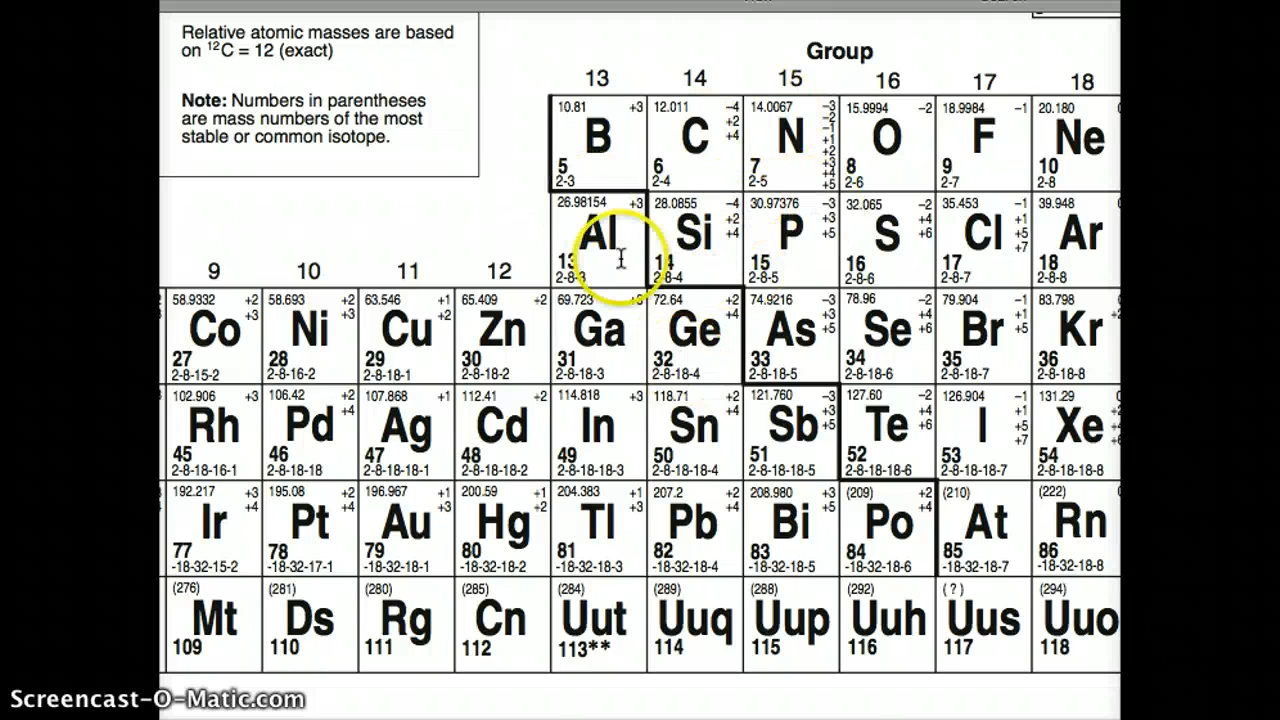 Relative atomic masses are based
on 12C = 12 (exact)
Note: Numbers in parentheses
are mass numbers of the most
stable or common isotope.
Group
13 14 15 16 17 18
10.81 +3 12.011 −4 14.0067 −3 15.9994 −2 18.9984 −1 20.180
+2 −2
+4 −1
B C N O F Ne
+1
+2
+3
5 6 7 +4 8 9 10
2-3 2-4 2-5 +5 2-6 2-7 2-8
26.98154 +3 28.0855 −4 30.97376 −3 32.065 −2 35.453 −1 39.948
+2 +3 +4 +1
+4 +5 +6 +5
+7
Al Si P S Cl Ar
13 14 15 16 17 18
2-8-3 2-8-4 2-8-5 2-8-6 2-8-7 2-8-8
9 10 11 12
58.9332 +2 58.693 +2 63.546 +1 65.409 +2 69.723 +3 72.64 +2 74.9216 −3 78.96 −2 79.904 −1 83.798
+3 +3 +2 +4 +3 +4 +1 +2
+5 +6 +5
Co Ni Cu Zn Ga Ge As Se Br Kr
27 28 29 30 31 32 33 34 35 36
2-8-15-2 2-8-16-2 2-8-18-1 2-8-18-2 2-8-18-3 2-8-18-4 2-8-18-5 2-8-18-6 2-8-18-7 2-8-18-8
102.906 +3 106.42 +2 107.868 +1 112.41 +2 114.818 +3 118.71 +2 121.760 −3 127.60 −2 126.904 −1 131.29
+4 +4 +3 +4 +1
+5 +6 +5
+7
Rh Pd Ag Cd In Sn Sb Te I Xe
45 46 47 48 49 50 51 52 53 54
2-8-18-16-1 2-8-18-18 2-8-18-18-1 2-8-18-18-2 2-8-18-18-3 2-8-18-18-4 2-8-18-18-5 2-8-18-18-6 2-8-18-18-7 2-8-18-18-8
192.217 +3 195.08 +2 196.967 +1 200.59 +1 204.383 +1 207.2 +2 208.980 +3 (209) +2 (210) (222)
+4 +4 +3 +2 +3 +4 +5 +4
Ir Pt Au Hg Tl Pb Bi Po At Rn
77 78 79 80 81 82 83 84 85 86
-18-32-15-2 -18-32-17-1 -18-32-18-1 -18-32-18-2 -18-32-18-3 -18-32-18-4 -18-32-18-5 -18-32-18-6 -18-32-18-7 -18-32-18-8
(276) (281) (280) (285) (284) (289) (288) (292) (?) (294)
Mt Ds Rg Cn Uut Uuq Uup Uuh Uus Uuo
109 110 111 112 113** 114 115 116 117 118
Screencast-O-Matic.com